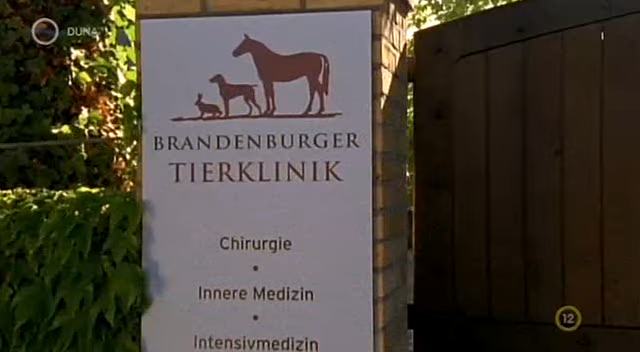 DUNA
BRANDENBURGER
TIERKLINIK
Chirurgie
•
Innere Medizin
•
Intensivmedizin
12